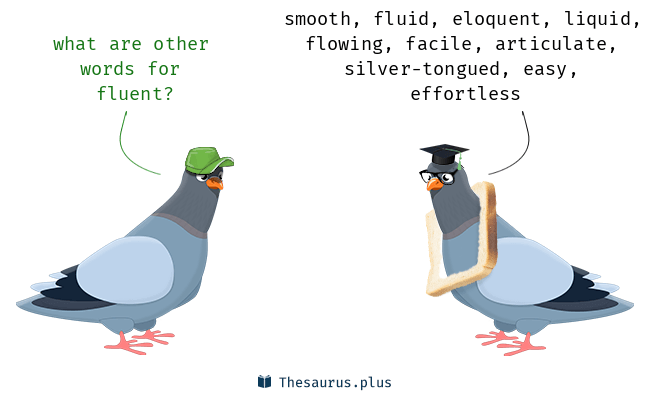 what are other
words for
fluent?
smooth, fluid, eloquent, liquid,
flowing, facile, articulate,
silver-tongued, easy,
effortless
Thesaurus.plus